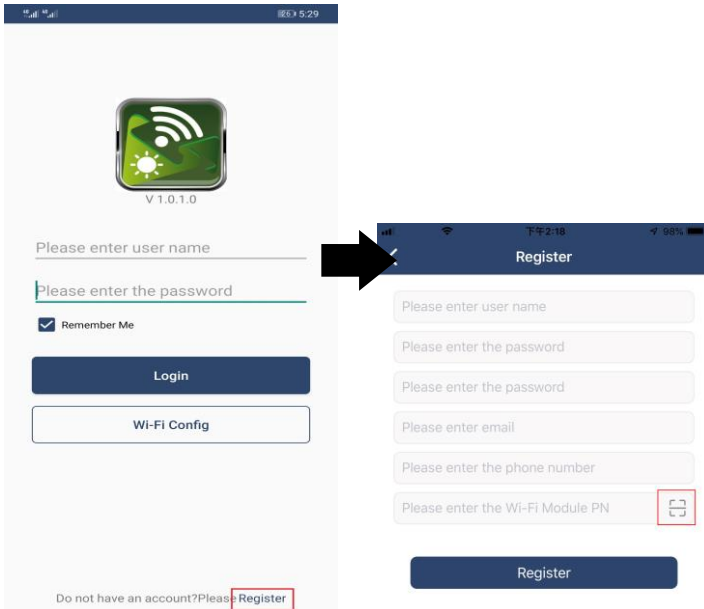 5:29
V 1.0.1.0
Please enter user name
Please enter the password
Remember Me
Login
Wi-Fi Config
Do not have an account?Please Register
下午2:18
98%
Register
Please enter user name
Please enter the password
Please enter the password
Please enter email
Please enter the phone number
Please enter the Wi-Fi Module PN
Register